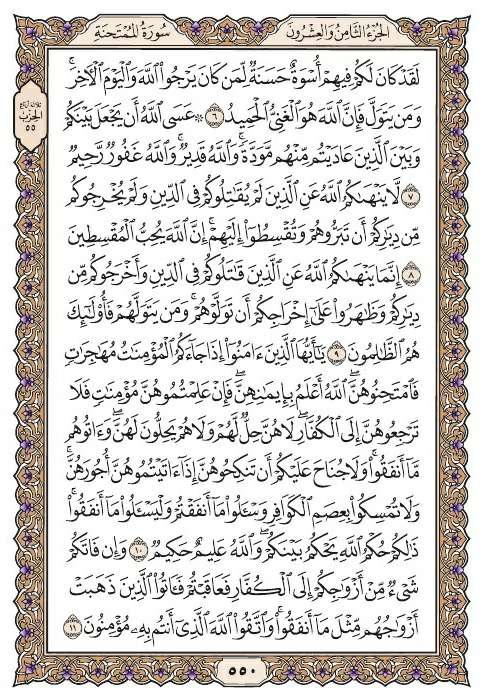 الجزء الثامن والعشرون
سورة الممتحنة
لَقَدْ كَانَ لَكُمْ فِيهِمْ أُسْوَةٌ حَسَنَةٌ لِّمَن كَانَ يَرْجُوا۟ ٱللَّهَ وَٱلْيَوْمَ ٱلْـَٔاخِرَ ۚ
وَمَن يَتَوَلَّ فَإِنَّ ٱللَّهَ هُوَ ٱلْغَنِىُّ ٱلْحَمِيدُ ٦ ۞ عَسَى ٱللَّهُ أَن يَجْعَلَ بَيْنَكُمْ
وَبَيْنَ ٱلَّذِينَ عَادَيْتُم مِّنْهُم مَّوَدَّةً ۚ وَٱللَّهُ قَدِيرٌ ۚ وَٱللَّهُ غَفُورٌ رَّحِيمٌ
٧ لَّا يَنْهَىٰكُمُ ٱللَّهُ عَنِ ٱلَّذِينَ لَمْ يُقَـٰتِلُوكُمْ فِى ٱلدِّينِ وَلَمْ يُخْرِجُوكُم
مِّن دِيَـٰرِكُمْ أَن تَبَرُّوهُمْ وَتُقْسِطُوٓا۟ إِلَيْهِمْ ۚ إِنَّ ٱللَّهَ يُحِبُّ ٱلْمُقْسِطِينَ
٨ إِنَّمَا يَنْهَىٰكُمُ ٱللَّهُ عَنِ ٱلَّذِينَ قَـٰتَلُوكُمْ فِى ٱلدِّينِ وَأَخْرَجُوكُم مِّن
دِيَـٰرِكُمْ وَظَـٰهَرُوا۟ عَلَىٰٓ إِخْرَاجِكُمْ أَن تَوَلَّوْهُمْ ۚ وَمَن يَتَوَلَّهُمْ فَأُو۟لَـٰٓئِكَ
هُمُ ٱلظَّـٰلِمُونَ ٩ يَـٰٓأَيُّهَا ٱلَّذِينَ ءَامَنُوٓا۟ إِذَا جَآءَكُمُ ٱلْمُؤْمِنَـٰتُ مُهَـٰجِرَٰتٍ
فَٱمْتَحِنُوهُنَّ ۖ ٱللَّهُ أَعْلَمُ بِإِيمَـٰنِهِنَّ ۖ فَإِنْ عَلِمْتُمُوهُنَّ مُؤْمِنَـٰتٍ فَلَا
تَرْجِعُوهُنَّ إِلَى ٱلْكُفَّارِ ۖ لَا هُنَّ حِلٌّ لَّهُمْ وَلَا هُمْ يَحِلُّونَ لَهُنَّ ۖ وَءَاتُوهُم
مَّآ أَنفَقُوا۟ ۚ وَلَا جُنَاحَ عَلَيْكُمْ أَن تَنكِحُوهُنَّ إِذَآ ءَاتَيْتُمُوهُنَّ أُجُورَهُنَّ ۚ
وَلَا تُمْسِكُوا۟ بِعِصَمِ ٱلْكَوَافِرِ وَسْـَٔلُوا۟ مَآ أَنفَقْتُمْ وَلْيَسْـَٔلُوا۟ مَآ أَنفَقُوا۟ ۚ
ذَٰلِكُمْ حُكْمُ ٱللَّهِ ۖ يَحْكُمُ بَيْنَكُمْ ۚ وَٱللَّهُ عَلِيمٌ حَكِيمٌ ١٠ وَإِن فَاتَكُمْ
شَىْءٌ مِّنْ أَزْوَٰجِكُمْ إِلَى ٱلْكُفَّارِ فَعَاقَبْتُمْ فَـَٔاتُوا۟ ٱلَّذِينَ ذَهَبَتْ
أَزْوَٰجُهُم مِّثْلَ مَآ أَنفَقُوا۟ ۚ وَٱتَّقُوا۟ ٱللَّهَ ٱلَّذِىٓ أَنتُم بِهِۦ مُؤْمِنُونَ ١١
الحزب
٥٥
٥٥٠